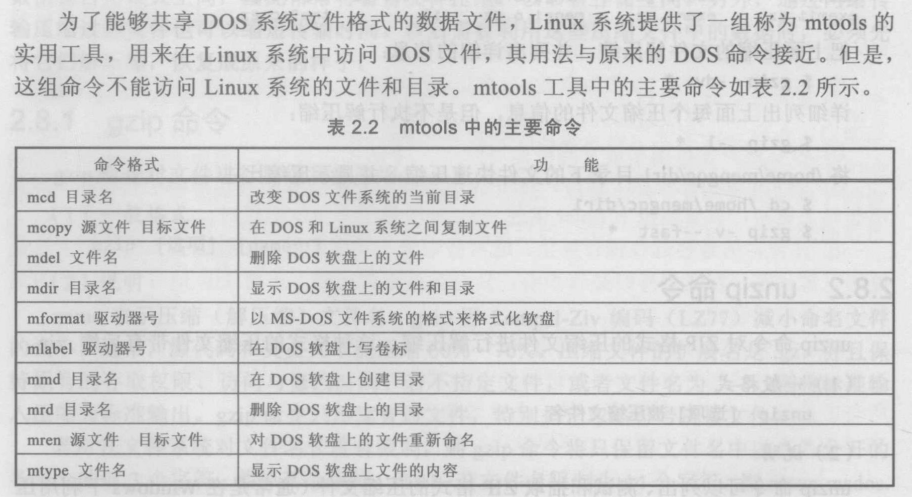 为了能够共享 DOS 系统文件格式的数据文件，Linux 系统提供了一组称为 mtools 的
实用工具，用来在 Linux 系统中访问 DOS 文件，其用法与原来的 DOS 命令接近。但是，
这组命令不能访问 Linux 系统的文件和目录。mtools 工具中的主要命令如表 2.2 所示。
表 2.2 mtools 中的主要命令
命令格式 功 能
mcd 目录名 改变 DOS 文件系统的当前目录
mcopy 源文件 目标文件 在 DOS 和 Linux 系统之间复制文件
mdel 文件名 删除 DOS 软盘上的文件
mdir 目录名 显示 DOS 软盘上的文件和目录
mformat 驱动器号 以 MS-DOS 文件系统的格式来格式化软盘
mlabel 驱动器号 在 DOS 软盘上写卷标
mmd 目录名 在 DOS 软盘上创建目录
mrd 目录名 删除 DOS 软盘上的目录
mren 源文件 目标文件 对 DOS 软盘上的文件重新命名
mtype 文件名 显示 DOS 软盘上文件的内容